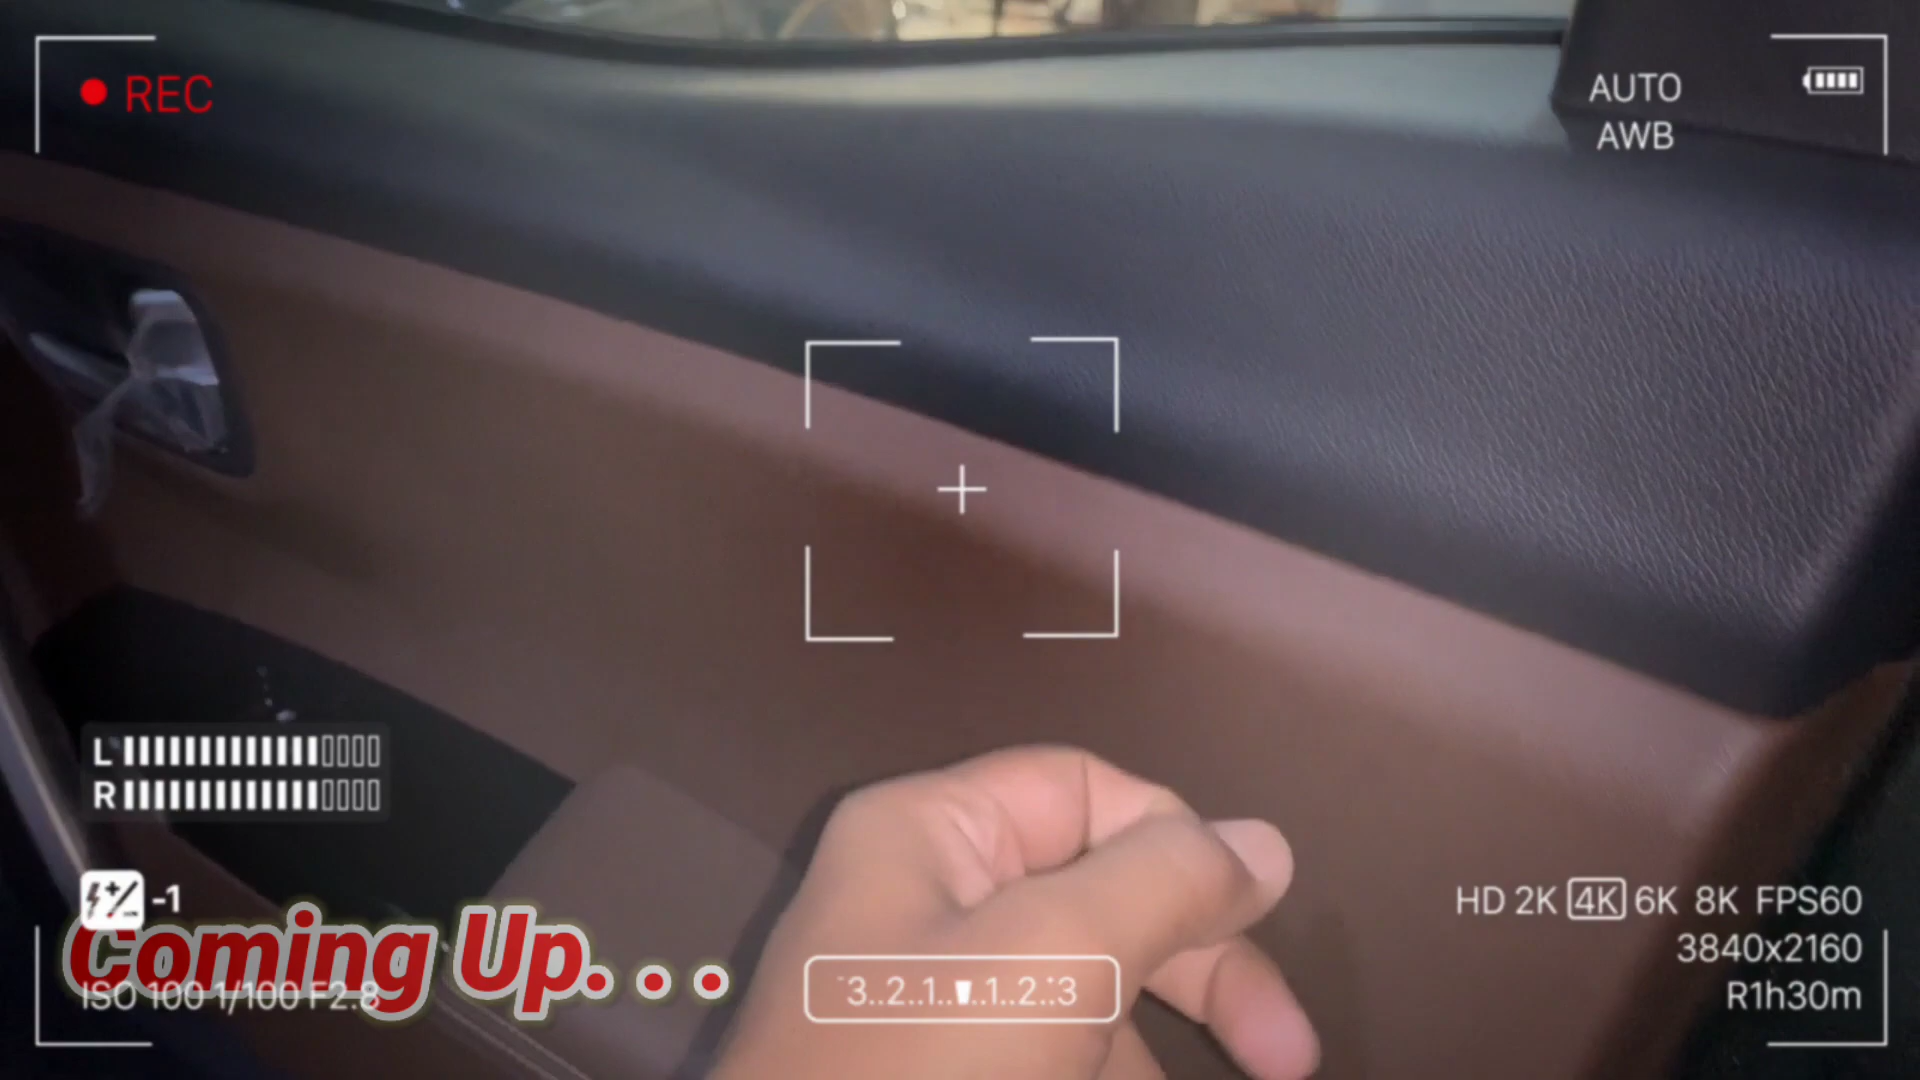 REC
AUTO
AWB
L
R
-1
Coming Up...
ISO 100 1/100 F2.8
3..2..1....1..2..3
HD 2K 4K 6K 8K FPS60
3840x2160
R1h30m